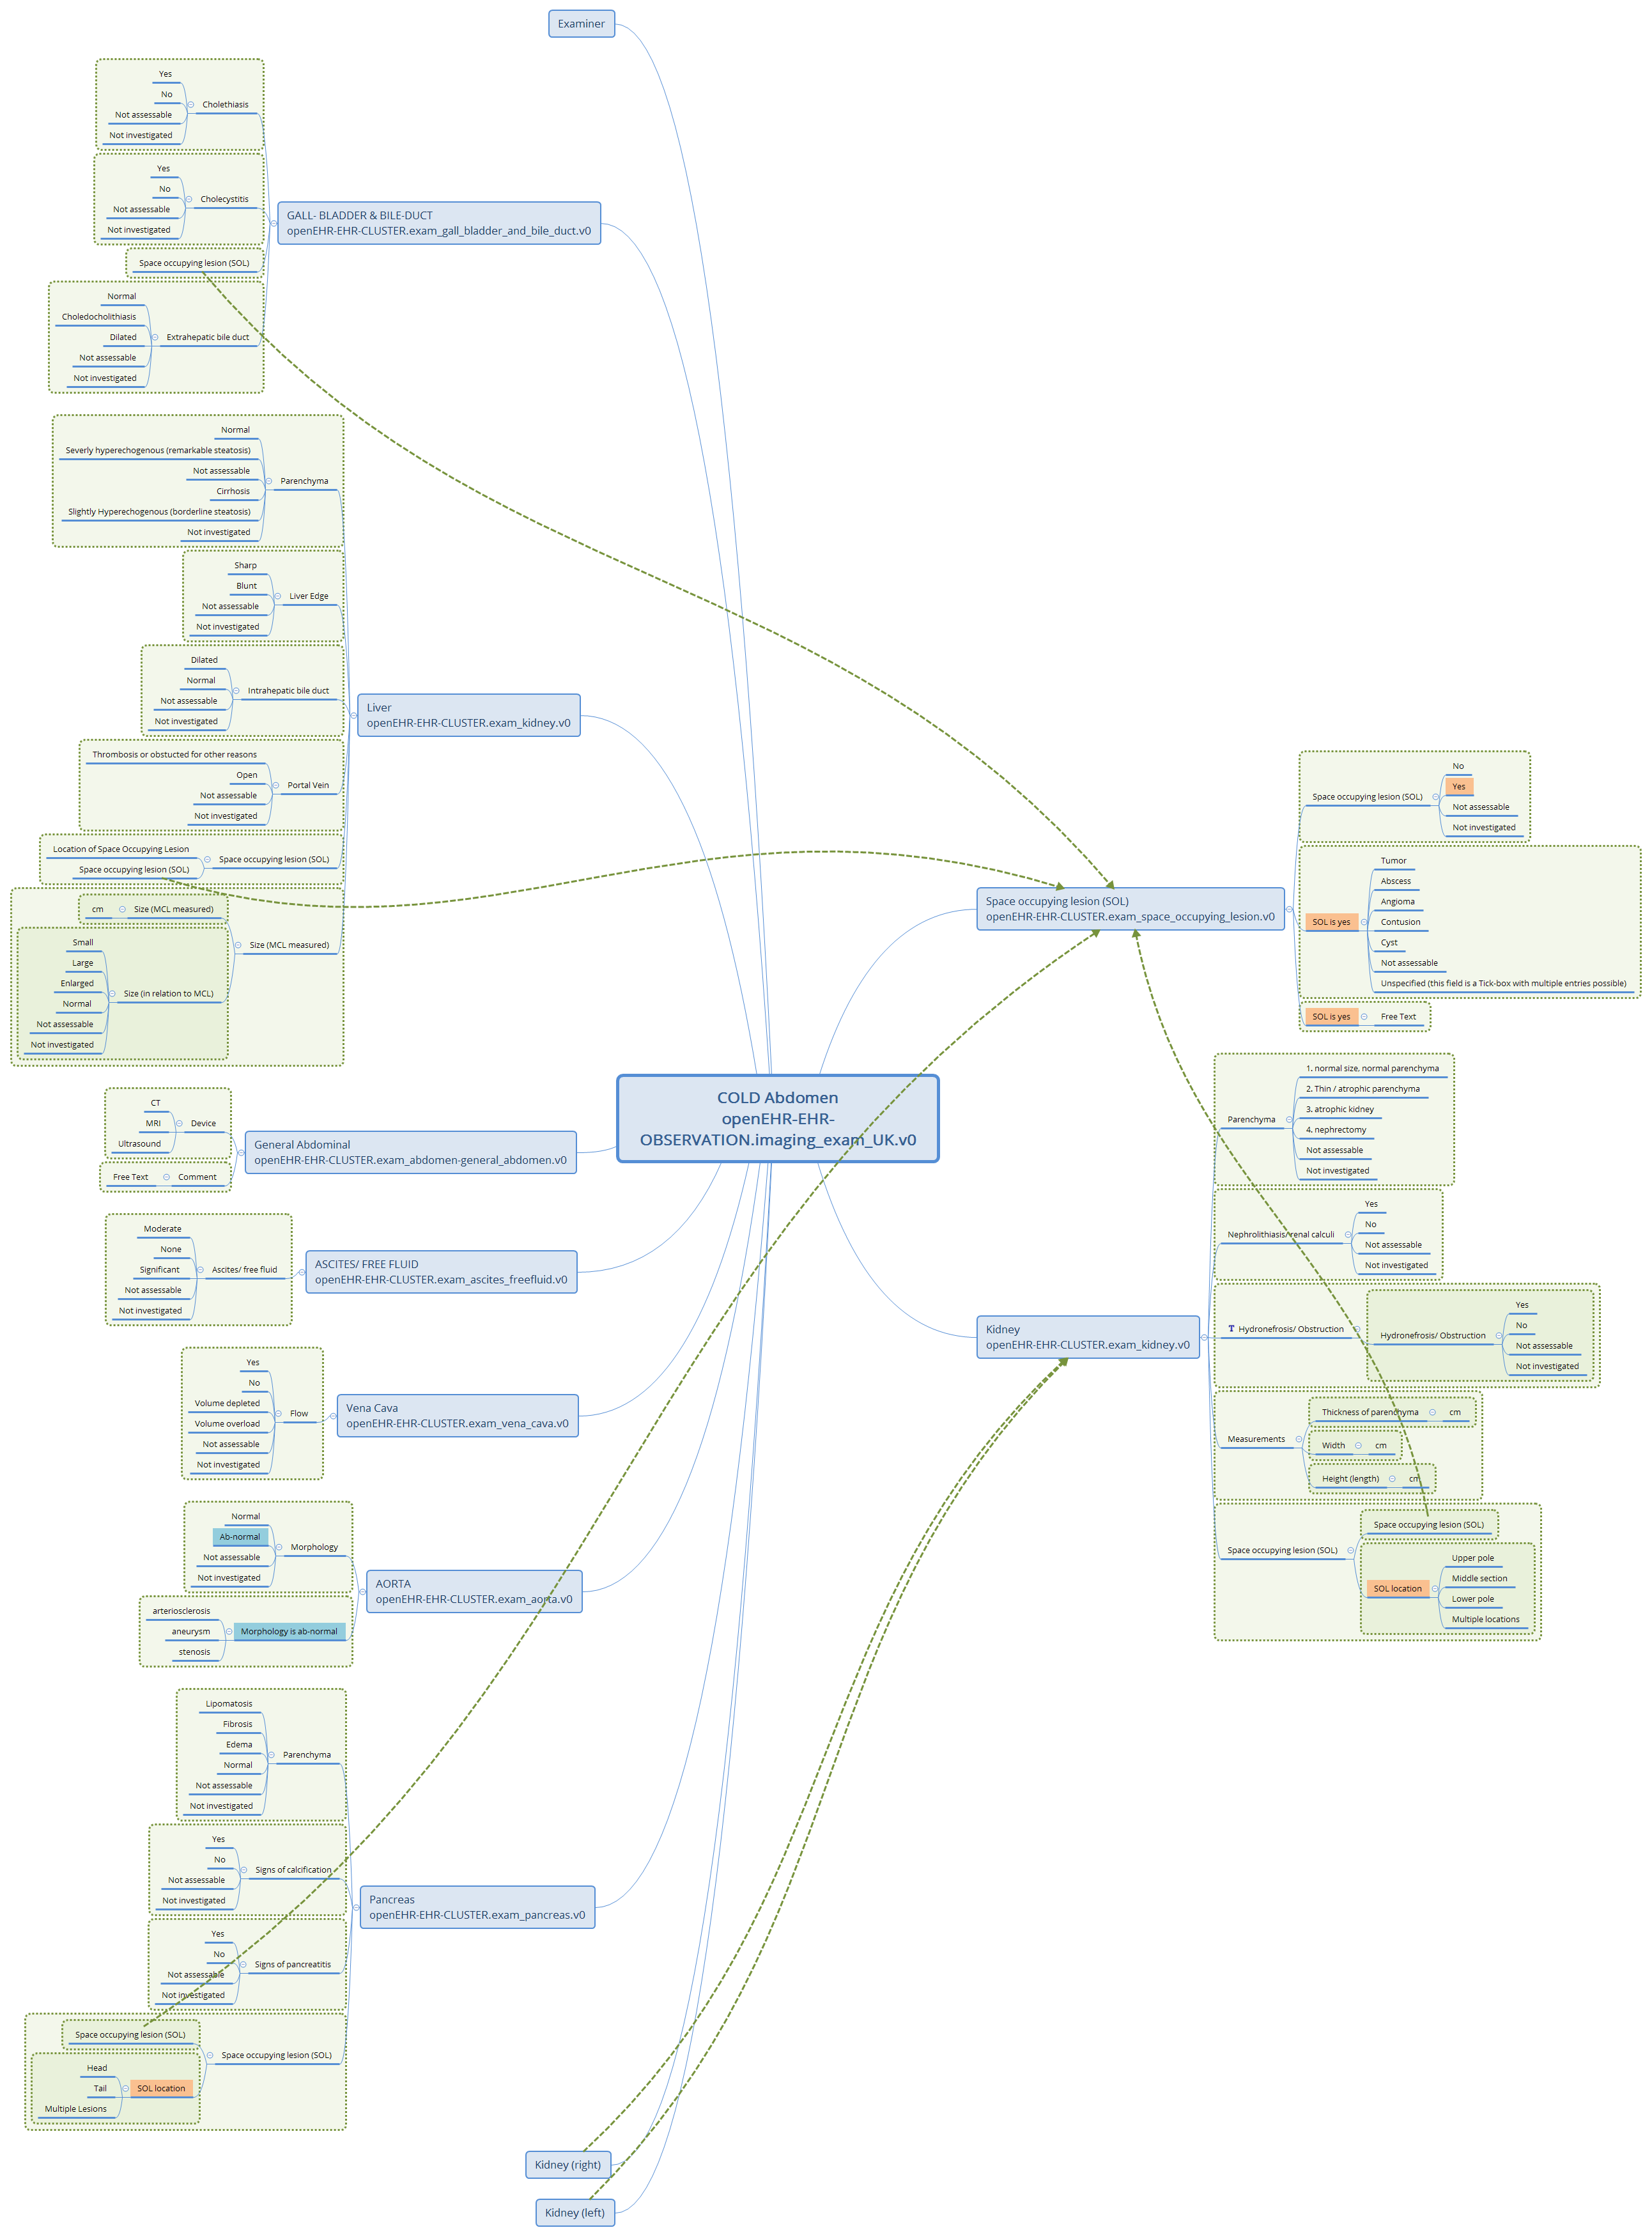 Examiner
Yes
No
Not assessable
Not investigated
Cholethiasis
Yes
No
Not assessable
Not investigated
Cholecystitis
Space occupying lesion (SOL)
Normal
Choledocholithiasis
Dilated
Not assessable
Not investigated
Extrahepatic bile duct
GALL- BLADDER & BILE-DUCT
openEHR-EHR-CLUSTER.exam_gall_bladder_and_bile_duct.v0
Normal
Severly hyperechogenous (remarkable steatosis)
Not assessable
Cirrhosis
Slightly Hyperechogenous (borderline steatosis)
Not investigated
Parenchyma
Sharp
Blunt
Not assessable
Not investigated
Liver Edge
Dilated
Normal
Not assessable
Not investigated
Intrahepatic bile duct
Thrombosis or obstucted for other reasons
Open
Not assessable
Not investigated
Portal Vein
Location of Space Occupying Lesion
Space occupying lesion (SOL)
Space occupying lesion (SOL)
cm
Size (MCL measured)
Small
Large
Enlarged
Normal
Not assessable
Not investigated
Size (in relation to MCL)
Size (MCL measured)
Liver
openEHR-EHR-CLUSTER.exam_kidney.v0
CT
MRI
Ultrasound
Device
Free Text
Comment
General Abdominal
openEHR-EHR-CLUSTER.exam_abdomen-general_abdomen.v0
Moderate
None
Significant
Not assessable
Not investigated
Ascites/ free fluid
ASCITES/ FREE FLUID
openEHR-EHR-CLUSTER.exam_ascites_freefluid.v0
Yes
No
Volume depleted
Volume overload
Not assessable
Not investigated
Flow
Vena Cava
openEHR-EHR-CLUSTER.exam_vena_cava.v0
Normal
Ab-normal
Not assessable
Not investigated
Morphology
arteriosclerosis
aneurysm
stenosis
Morphology is ab-normal
AORTA
openEHR-EHR-CLUSTER.exam_aorta.v0
Lipomatosis
Fibrosis
Edema
Normal
Not assessable
Not investigated
Parenchyma
Yes
No
Not assessable
Not investigated
Signs of calcification
Yes
No
Not assessable
Not investigated
Signs of pancreatitis
Space occupying lesion (SOL)
Head
Tail
Multiple Lesions
SOL location
Space occupying lesion (SOL)
Pancreas
openEHR-EHR-CLUSTER.exam_pancreas.v0
Kidney (right)
Kidney (left)
COLD Abdomen
openEHR-EHR-
OBSERVATION.imaging_exam_UK.v0
Space occupying lesion (SOL)
openEHR-EHR-CLUSTER.exam_space_occupying_lesion.v0
Space occupying lesion (SOL)
No
Yes
Not assessable
Not investigated
SOL is yes
Tumor
Abscess
Angioma
Contusion
Cyst
Not assessable
Unspecified (this field is a Tick-box with multiple entries possible)
SOL is yes
Free Text
Kidney
openEHR-EHR-CLUSTER.exam_kidney.v0
Parenchyma
1. normal size, normal parenchyma
2. Thin / atrophic parenchyma
3. atrophic kidney
4. nephrectomy
Not assessable
Not investigated
Nephrolithiasis/renal calculi
Yes
No
Not assessable
Not investigated
T Hydronefrosis/ Obstruction
Hydronefrosis/ Obstruction
Yes
No
Not assessable
Not investigated
Measurements
Thickness of parenchyma
cm
Width
cm
Height (length)
cm
Space occupying lesion (SOL)
Space occupying lesion (SOL)
SOL location
Upper pole
Middle section
Lower pole
Multiple locations